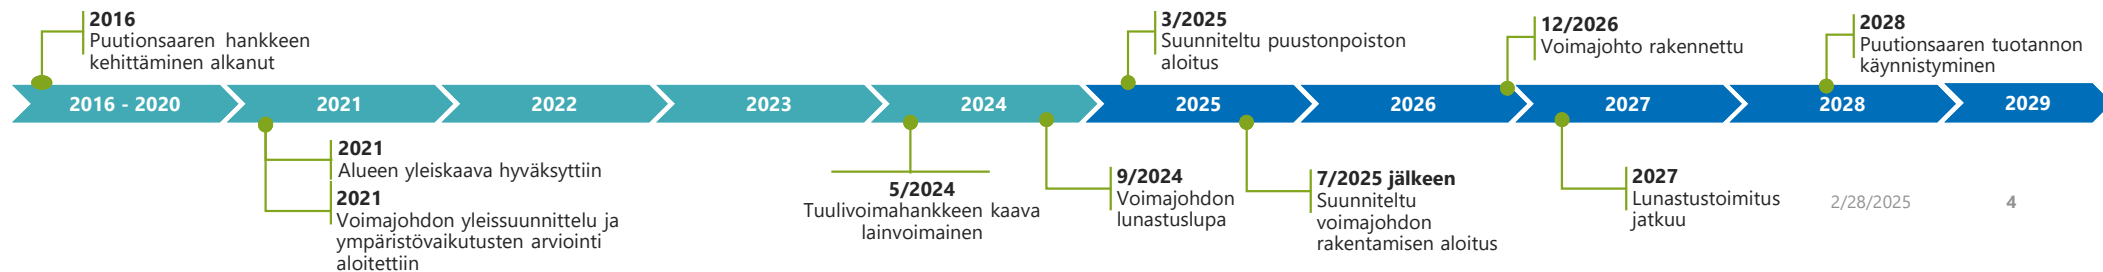 2016
Puutionsaaren hankkeen
kehittäminen alkanut
3/2025
Suunniteltu puustonpoiston
aloitus
12/2026
Voimajohto rakennettu
2028
Puutionsaaren tuotannon
käynnistyminen
2016 - 2020 2021 2022 2023 2024 2025 2026 2027 2028 2029
2021
Alueen yleiskaava hyväksyttiin
2021
Voimajohdon yleissuunnittelu ja
ympäristövaikutusten arviointi
aloitettiin
5/2024
Tuulivoimahankkeen kaava
lainvoimainen
9/2024
Voimajohdon
lunastuslupa
7/2025 jälkeen
Suunniteltu
voimajohdon
rakentamisen aloitus
2027
Lunastustoimitus
jatkuu
2/28/2025 4